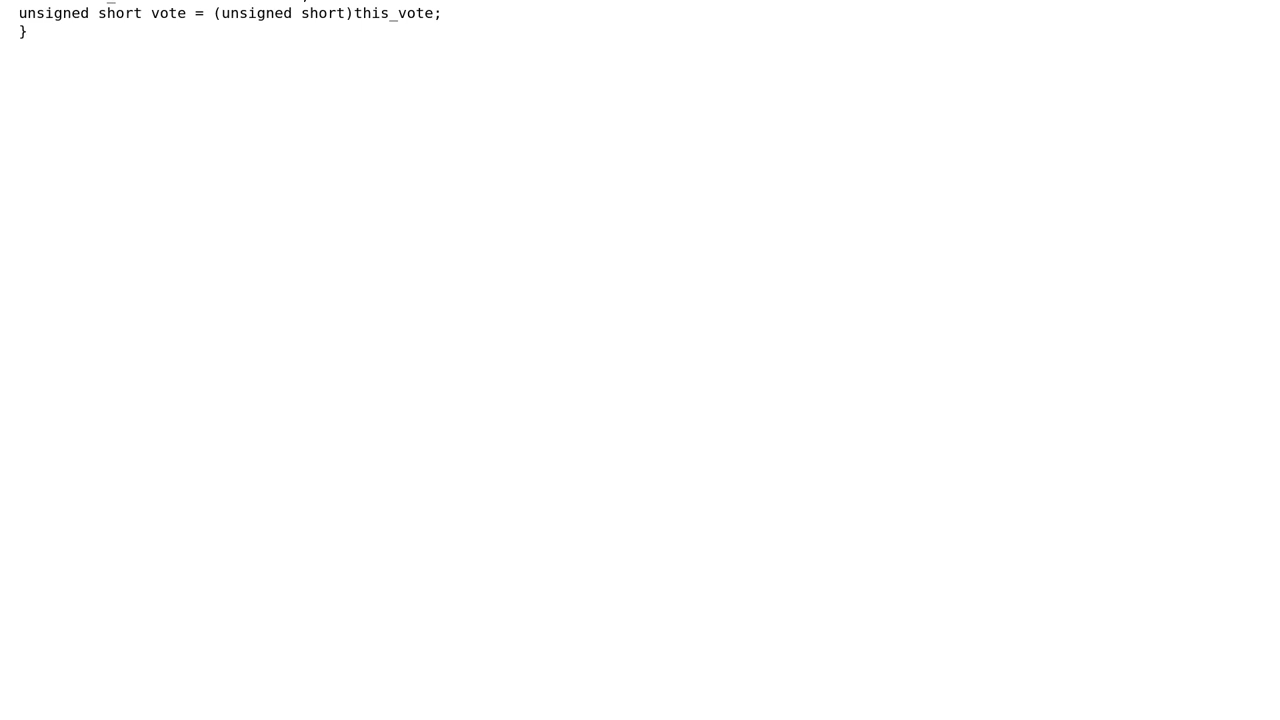 unsigned short vote = (unsigned short)this_vote;
}